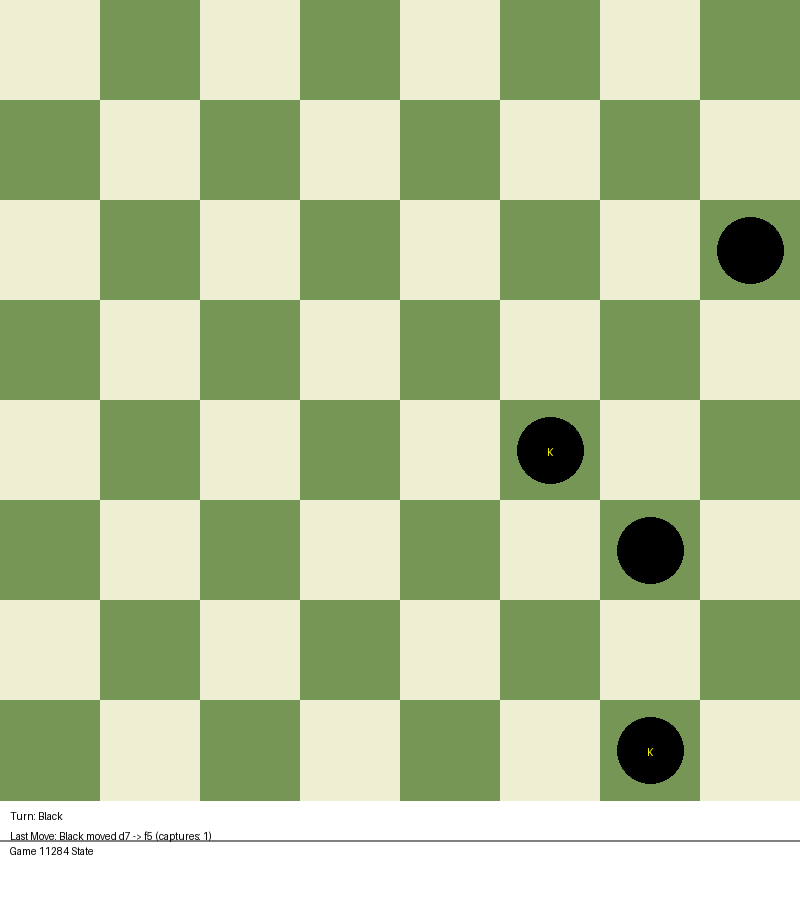 K
K
Turn: Black
Last Move: Black moved d7 -> f5 (captures: 1)
Game 11284 State